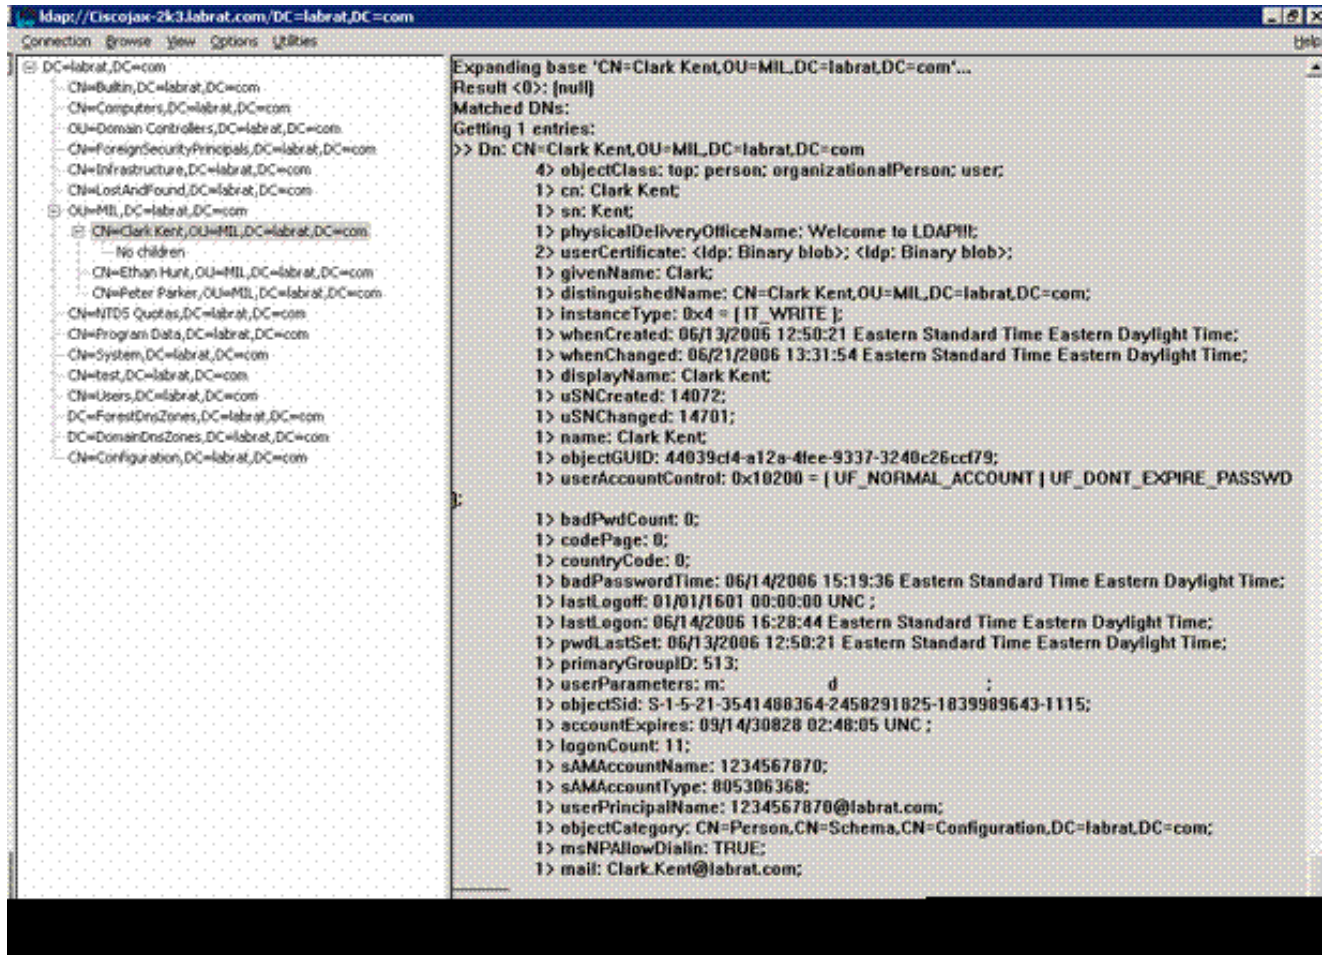 ldap://Ciscojax-2k3.labrat.com/DC=labrat,DC=com
Connection Browse View Options Utilities Help
DC=labrat,DC=com
CN=Builtin,DC=labrat,DC=com
CN=Computers,DC=labrat,DC=com
OU=Domain Controllers,DC=labrat,DC=com
CN=ForeignSecurityPrincipals,DC=labrat,DC=com
CN=Infrastructure,DC=labrat,DC=com
CN=LostAndFound,DC=labrat,DC=com
OU=MIL,DC=labrat,DC=com
CN=Clark Kent,OU=MIL,DC=labrat,DC=com
No children
CN=Ethan Hunt,OU=MIL,DC=labrat,DC=com
CN=Peter Parker,OU=MIL,DC=labrat,DC=com
CN=NTDS Quotas,DC=labrat,DC=com
CN=Program Data,DC=labrat,DC=com
CN=System,DC=labrat,DC=com
CN=test,DC=labrat,DC=com
CN=Users,DC=labrat,DC=com
DC=ForestDnsZones,DC=labrat,DC=com
DC=DomainDnsZones,DC=labrat,DC=com
CN=Configuration,DC=labrat,DC=com
Expanding base 'CN=Clark Kent,OU=MIL,DC=labrat,DC=com'...
Result <0>: (null)
Matched DNs:
Getting 1 entries:
>> Dn: CN=Clark Kent,OU=MIL,DC=labrat,DC=com
4> objectClass: top; person; organizationalPerson; user;
1> cn: Clark Kent;
1> sn: Kent;
1> physicalDeliveryOfficeName: Welcome to LDAP!!!;
2> userCertificate: <ldp: Binary blob>; <ldp: Binary blob>;
1> givenName: Clark;
1> distinguishedName: CN=Clark Kent,OU=MIL,DC=labrat,DC=com;
1> instanceType: 0x4 = ( IT_WRITE );
1> whenCreated: 06/13/2006 12:50:21 Eastern Standard Time Eastern Daylight Time;
1> whenChanged: 06/21/2006 13:31:54 Eastern Standard Time Eastern Daylight Time;
1> displayName: Clark Kent;
1> uSNCreated: 14072;
1> uSNChanged: 14701;
1> name: Clark Kent;
1> objectGUID: 44039cf4-a12a-4fee-9337-3240c26ccf79;
1> userAccountControl: 0x10200 = ( UF_NORMAL_ACCOUNT | UF_DONT_EXPIRE_PASSWD
);
1> badPwdCount: 0;
1> codePage: 0;
1> countryCode: 0;
1> badPasswordTime: 06/14/2006 15:19:36 Eastern Standard Time Eastern Daylight Time;
1> lastLogoff: 01/01/1601 00:00:00 UNC ;
1> lastLogon: 06/14/2006 16:28:44 Eastern Standard Time Eastern Daylight Time;
1> pwdLastSet: 06/13/2006 12:50:21 Eastern Standard Time Eastern Daylight Time;
1> primaryGroupID: 513;
1> userParameters: m: d ;
1> objectSid: S-1-5-21-3541488364-2458291825-1839989643-1115;
1> accountExpires: 09/14/30828 02:48:05 UNC ;
1> logonCount: 11;
1> sAMAccountName: 1234567870;
1> sAMAccountType: 805306368;
1> userPrincipalName: 1234567870@labrat.com;
1> objectCategory: CN=Person,CN=Schema,CN=Configuration,DC=labrat,DC=com;
1> msNPAllowDialin: TRUE;
1> mail: Clark.Kent@labrat.com;